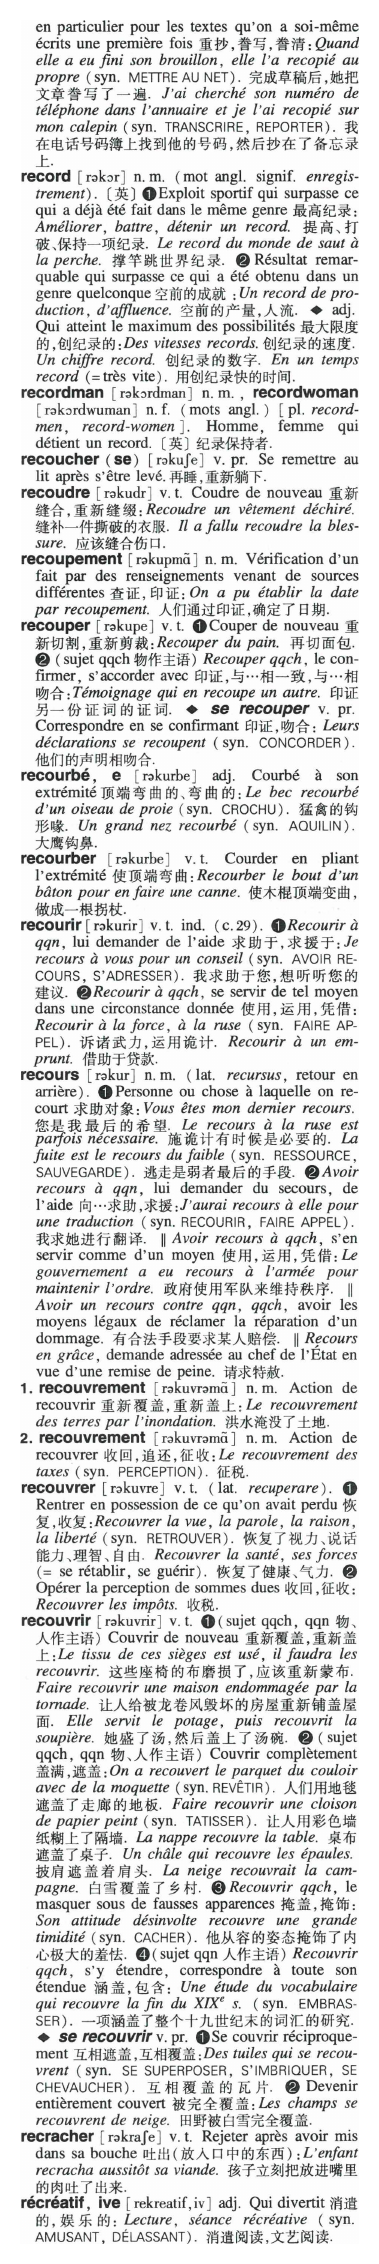 en particulier pour les textes qu'on a soi-même
écrits une première fois 重抄,誊写,誊清:Quand
elle a eu fini son brouillon, elle l'a recopié au
propre (syn. METTRE AU NET). 完成草稿后,她把
文章誊写了一遍. J'ai cherché son numéro de
téléphone dans l'annuaire et je l'ai recopié sur
mon calepin (syn. TRANSCRIRE, REPORTER). 我
在电话号码簿上找到他的号码,然后抄在了备忘录
上.
record [rəkɔr] n. m. (mot angl. signif. enregis-
trement). 〔英〕❶Exploit sportif qui surpasse ce
qui a déjà été fait dans le même genre 最高纪录:
Améliorer, battre, détenir un record. 提高、打
破、保持一项纪录. Le record du monde de saut à
la perche. 撑竿跳世界纪录. ❷ Résultat remar-
quable qui surpasse ce qui a été obtenu dans un
genre quelconque 空前的成就 :Un record de pro-
duction, d'affluence. 空前的产量,人流. ◆ adj.
Qui atteint le maximum des possibilités 最大限度
的,创纪录的:Des vitesses records. 创纪录的速度.
Un chiffre record. 创纪录的数字. En un temps
record (=très vite). 用创纪录快的时间.
recordman [rəkɔrdman] n. m. , recordwoman
[rəkɔrdwuman] n. f. (mots angl.) [pl. record-
men, record-women]. Homme, femme qui
détient un record. 〔英〕纪录保持者.
recoucher (se) [rəkuʃe] v. pr. Se remettre au
lit après s'être levé. 再睡,重新躺下.
recoudre [rəkudr] v. t. Coudre de nouveau 重新
缝合,重新缝缀:Recoudre un vêtement déchiré.
缝补一件撕破的衣服. Il a fallu recoudre la bles-
sure. 应该缝合伤口.
recoupement [rəkupmɑ̃] n. m. Vérification d'un
fait par des renseignements venant de sources
différentes 查证,印证:On a pu établir la date
par recoupement. 人们通过印证,确定了日期.
recouper [rəkupe] v. t. ❶Couper de nouveau 重
新切割,重新剪裁:Recouper du pain. 再切面包.
❷ (sujet qqch 物作主语) Recouper qqch, le con-
firmer, s'accorder avec 印证,与…相一致,与…相
吻合:Témoignage qui en recoupe un autre. 印证
另一份证词的证词. ◆ se recouper v. pr.
Correspondre en se confirmant 印证,吻合: Leurs
déclarations se recoupent (syn. CONCORDER).
他们的声明相吻合.
recourbé, e [rəkurbe] adj. Courbé à son
extrémité 顶端弯曲的、弯曲的:Le bec recourbé
d'un oiseau de proie (syn. CROCHU). 猛禽的钩
形喙. Un grand nez recourbé (syn. AQUILIN).
大鹰钩鼻.
recourber [rəkurbe] v. t. Courder en pliant
l'extrémité 使顶端弯曲:Recourber le bout d'un
bâton pour en faire une canne. 使木棍顶端变曲,
做成一根拐杖.
recourir [rəkurir] v. t. ind. (c. 29). ❶Recourir à
qqn, lui demander de l'aide 求助于,求援于:Je
recours à vous pour un conseil (syn. AVOIR RE-
COURS, S'ADRESSER). 我求助于您,想听听您的
建议. ❷Recourir à qqch, se servir de tel moyen
dans une circonstance donnée 使用,运用,凭借:
Recourir à la force, à la ruse (syn. FAIRE AP-
PEL). 诉诸武力,运用诡计. Recourir à un em-
prunt. 借助于贷款.
recours [rəkur] n. m. (lat. recursus, retour en
arrière). ❶Personne ou chose à laquelle on re-
court 求助对象:Vous êtes mon dernier recours.
您是我最后的希望. Le recours à la ruse est
parfois nécessaire. 施诡计有时候是必要的. La
fuite est le recours du faible (syn. RESSOURCE,
SAUVEGARDE). 逃走是弱者最后的手段. ❷Avoir
recours à qqn, lui demander du secours, de
l'aide 向…求助,求援:J'aurai recours à elle pour
une traduction (syn. RECOURIR, FAIRE APPEL).
我求她进行翻译. ‖ Avoir recours à qqch, s'en
servir comme d'un moyen 使用,运用,凭借:Le
gouvernement a eu recours à l'armée pour
maintenir l'ordre. 政府使用军队来维持秩序. ‖
Avoir un recours contre qqn, qqch, avoir les
moyens légaux de réclamer la réparation d'un
dommage. 有合法手段要求某人赔偿. ‖ Recours
en grâce, demande adressée au chef de l'État en
vue d'une remise de peine. 请求特赦.
1. recouvrement [rəkuvrəmɑ̃] n. m. Action de
recouvrir 重新覆盖,重新盖上:Le recouvrement
des terres par l'inondation. 洪水淹没了土地.
2. recouvrement [rəkuvrəmɑ̃] n. m. Action de
recouvrer 收回,追还,征收:Le recouvrement des
taxes (syn. PERCEPTION). 征税.
recouvrer [rəkuvre] v. t. (lat. recuperare). ❶
Rentrer en possession de ce qu'on avait perdu 恢
复,收复:Recouvrer la vue, la parole, la raison,
la liberté (syn. RETROUVER). 恢复了视力、说话
能力、理智、自由. Recouvrer la santé, ses forces
(= se rétablir, se guérir). 恢复了健康、气力. ❷
Opérer la perception de sommes dues 收回,征收:
Recouvrer les impôts. 收税.
recouvrir [rəkuvrir] v. t. ❶(sujet qqch, qqn 物、
人作主语) Couvrir de nouveau 重新覆盖,重新盖
上:Le tissu de ces sièges est usé, il faudra les
recouvrir. 这些座椅的布磨损了,应该重新蒙布.
Faire recouvrir une maison endommagée par la
tornade. 让人给被龙卷风毁坏的房屋重新铺盖屋
面. Elle servit le potage, puis recouvrit la
soupière. 她盛了汤,然后盖上了汤碗. ❷ (sujet
qqch, qqn 物、人作主语) Couvrir complètement
盖满,遮盖:On a recouvert le parquet du couloir
avec de la moquette (syn. REVÊTIR). 人们用地毯
遮盖了走廊的地板. Faire recouvrir une cloison
de papier peint (syn. TATISSER). 让人用彩色墙
纸糊上了隔墙. La nappe recouvre la table. 桌布
遮盖了桌子. Un châle qui recouvre les épaules.
披肩遮盖着肩头. La neige recouvrait la cam-
pagne. 白雪覆盖了乡村. ❸ Recouvrir qqch, le
masquer sous de fausses apparences 掩盖,掩饰:
Son attitude désinvolte recouvre une grande
timidité (syn. CACHER). 他从容的姿态掩饰了内
心极大的羞怯. ❹(sujet qqn 人作主语) Recouvrir
qqch, s'y étendre, correspondre à toute son
étendue 涵盖,包含: Une étude du vocabulaire
qui recouvre la fin du XIXᵉ s. (syn. EMBRAS-
SER). 一项涵盖了整个十九世纪末的词汇的研究.
◆ se recouvrir v. pr. ❶Se couvrir réciproque-
ment 互相遮盖,互相覆盖:Des tuiles qui se recou-
vrent (syn. SE SUPERPOSER, S'IMBRIQUER, SE
CHEVAUCHER). 互相覆盖的瓦片. ❷ Devenir
entièrement couvert 被完全覆盖:Les champs se
recouvrent de neige. 田野被白雪完全覆盖.
recracher [rəkraʃe] v. t. Rejeter après avoir mis
dans sa bouche 吐出(放入口中的东西):L'enfant
recracha aussitôt sa viande. 孩子立刻把放进嘴里
的肉吐了出来.
récréatif, ive [rekreatif,iv] adj. Qui divertit 消遣
的, 娱乐的: Lecture, séance récréative (syn.
AMUSANT, DÉLASSANT). 消遣阅读,文艺阅读.